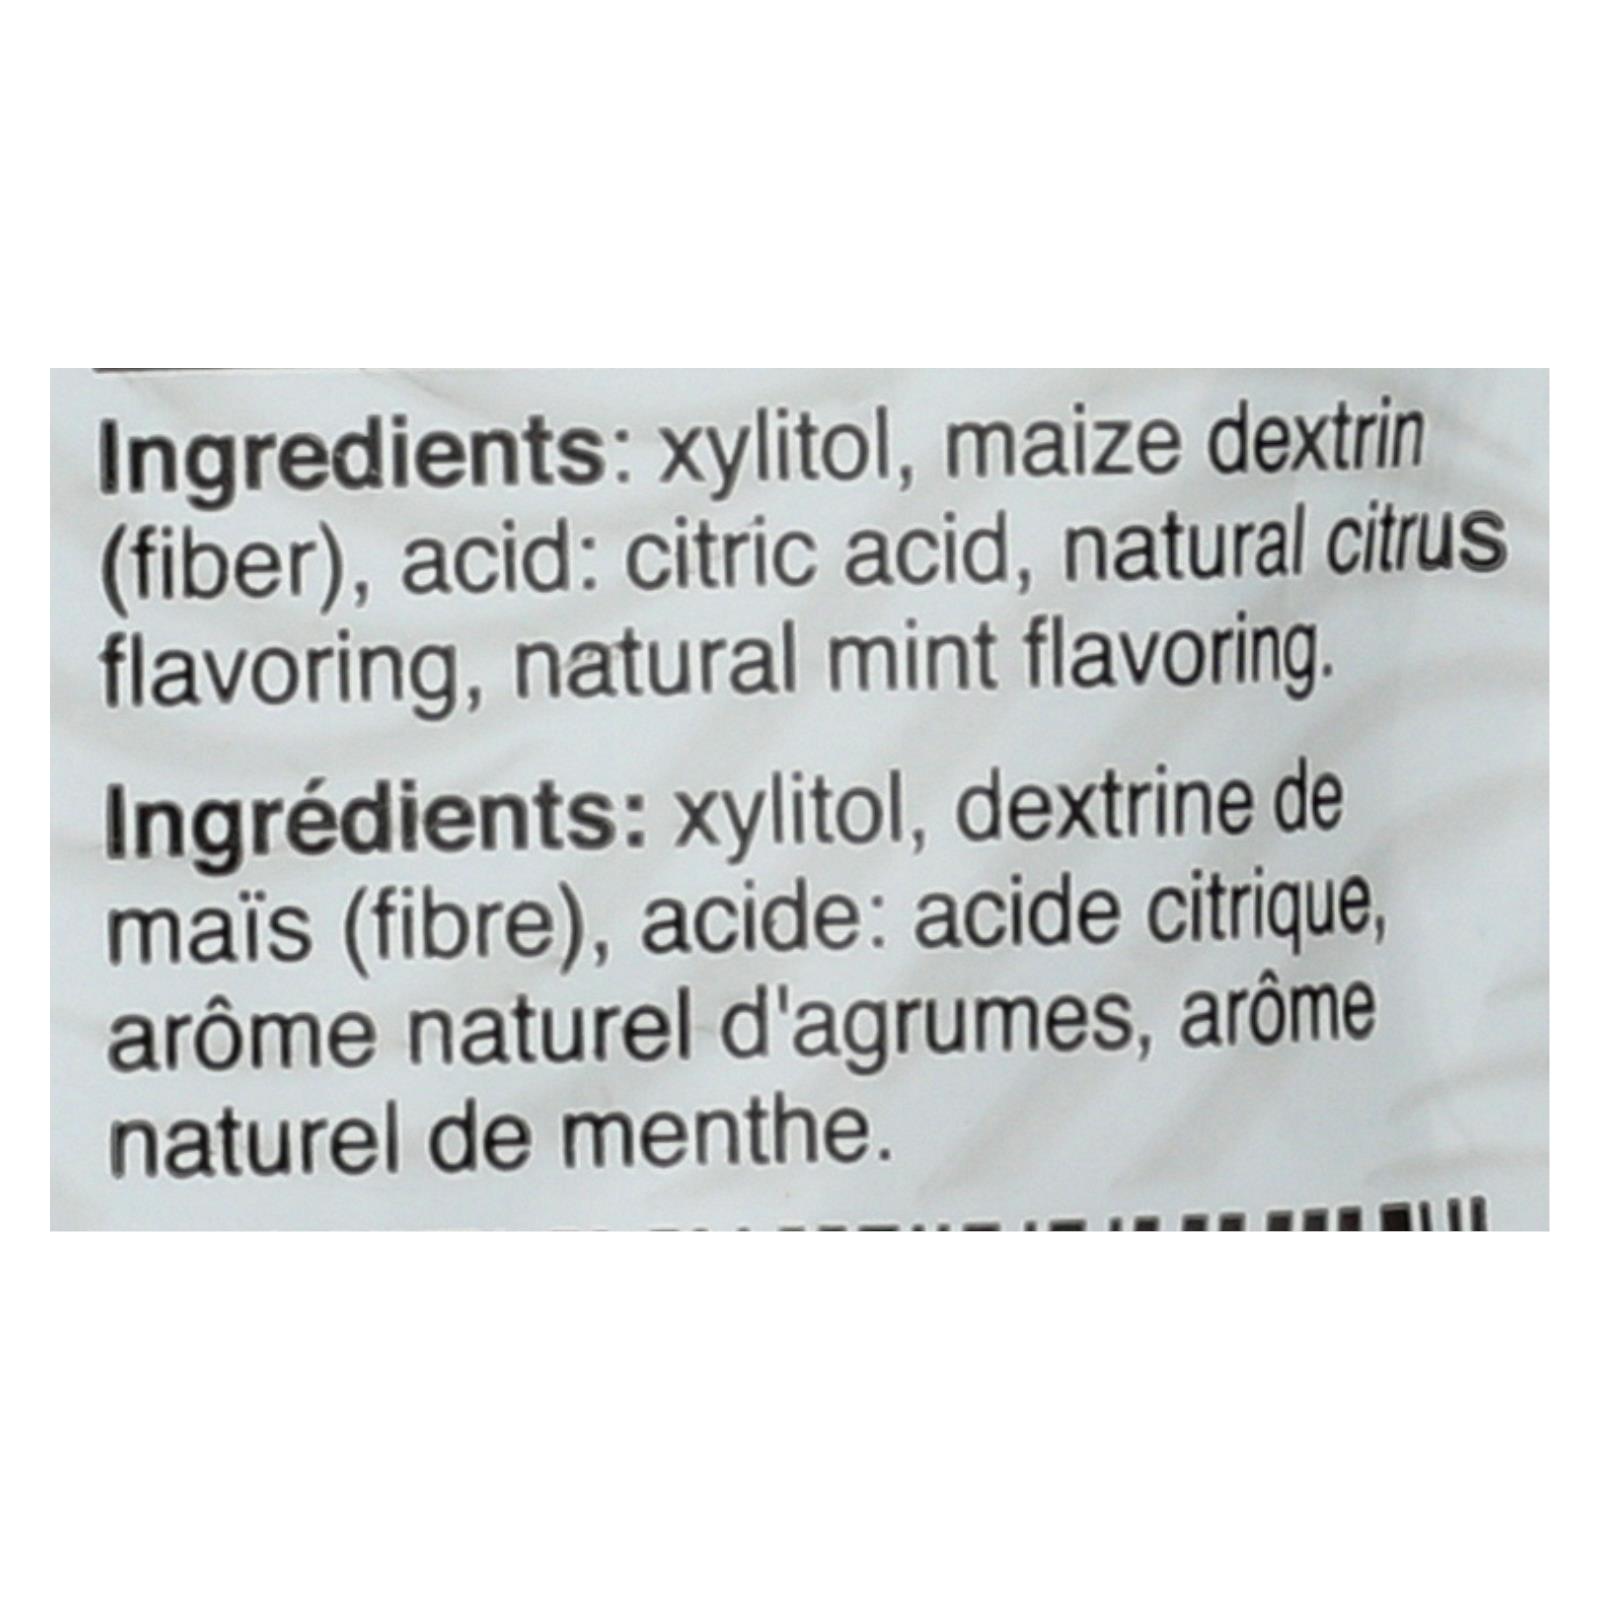 Ingredients: xylitol, maize dextrin
(fiber), acid: citric acid, natural citrus
flavoring, natural mint flavoring.
Ingrédients: xylitol, dextrine de
maïs (fibre), acide: acide citrique,
arôme naturel d'agrumes, arôme
naturel de menthe.